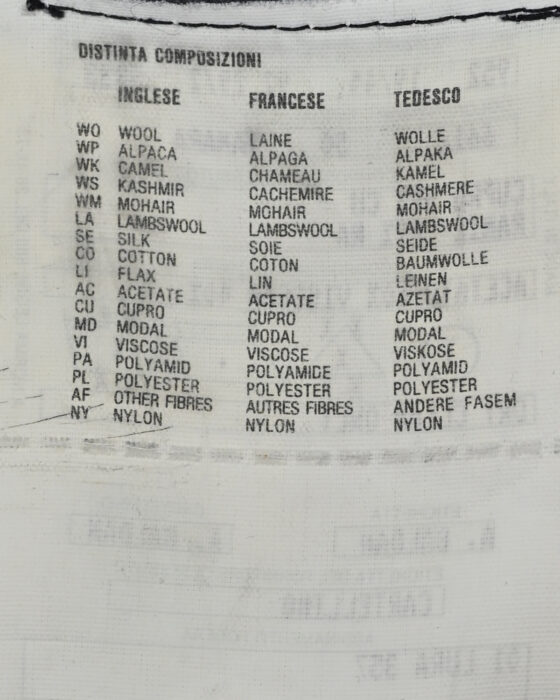 DISTINTA COMPOSIZIONI
INGLESE FRANCESE TEDESCO
WO WOOL LAINE WOLLE
WP ALPACA ALPAGA ALPAKA
WK CAMEL CHAMEAU KAMEL
WS KASHMIR CACHEMIRE CASHMERE
WM MOHAIR MOHAIR MOHAIR
LA LAMBSWOOL LAMBSWOOL LAMBSWOOL
SE SILK SOIE SEIDE
CO COTTON COTON BAUMWOLLE
LI FLAX LIN LEINEN
AC ACETATE ACETATE AZETAT
CU CUPRO CUPRO CUPRO
MD MODAL MODAL MODAL
VI VISCOSE VISCOSE VISKOSE
PA POLYAMID POLYAMIDE POLYAMID
PL POLYESTER POLYESTER POLYESTER
AF OTHER FIBRES AUTRES FIBRES ANDERE FASEM
NY NYLON NYLON NYLON